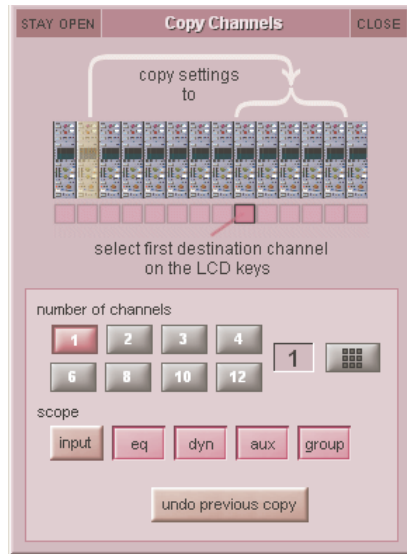 STAY OPEN Copy Channels CLOSE
copy settings
to
select first destination channel
on the LCD keys
number of channels
1 2 3 4
1
6 8 10 12
scope
input eq dyn aux group
undo previous copy